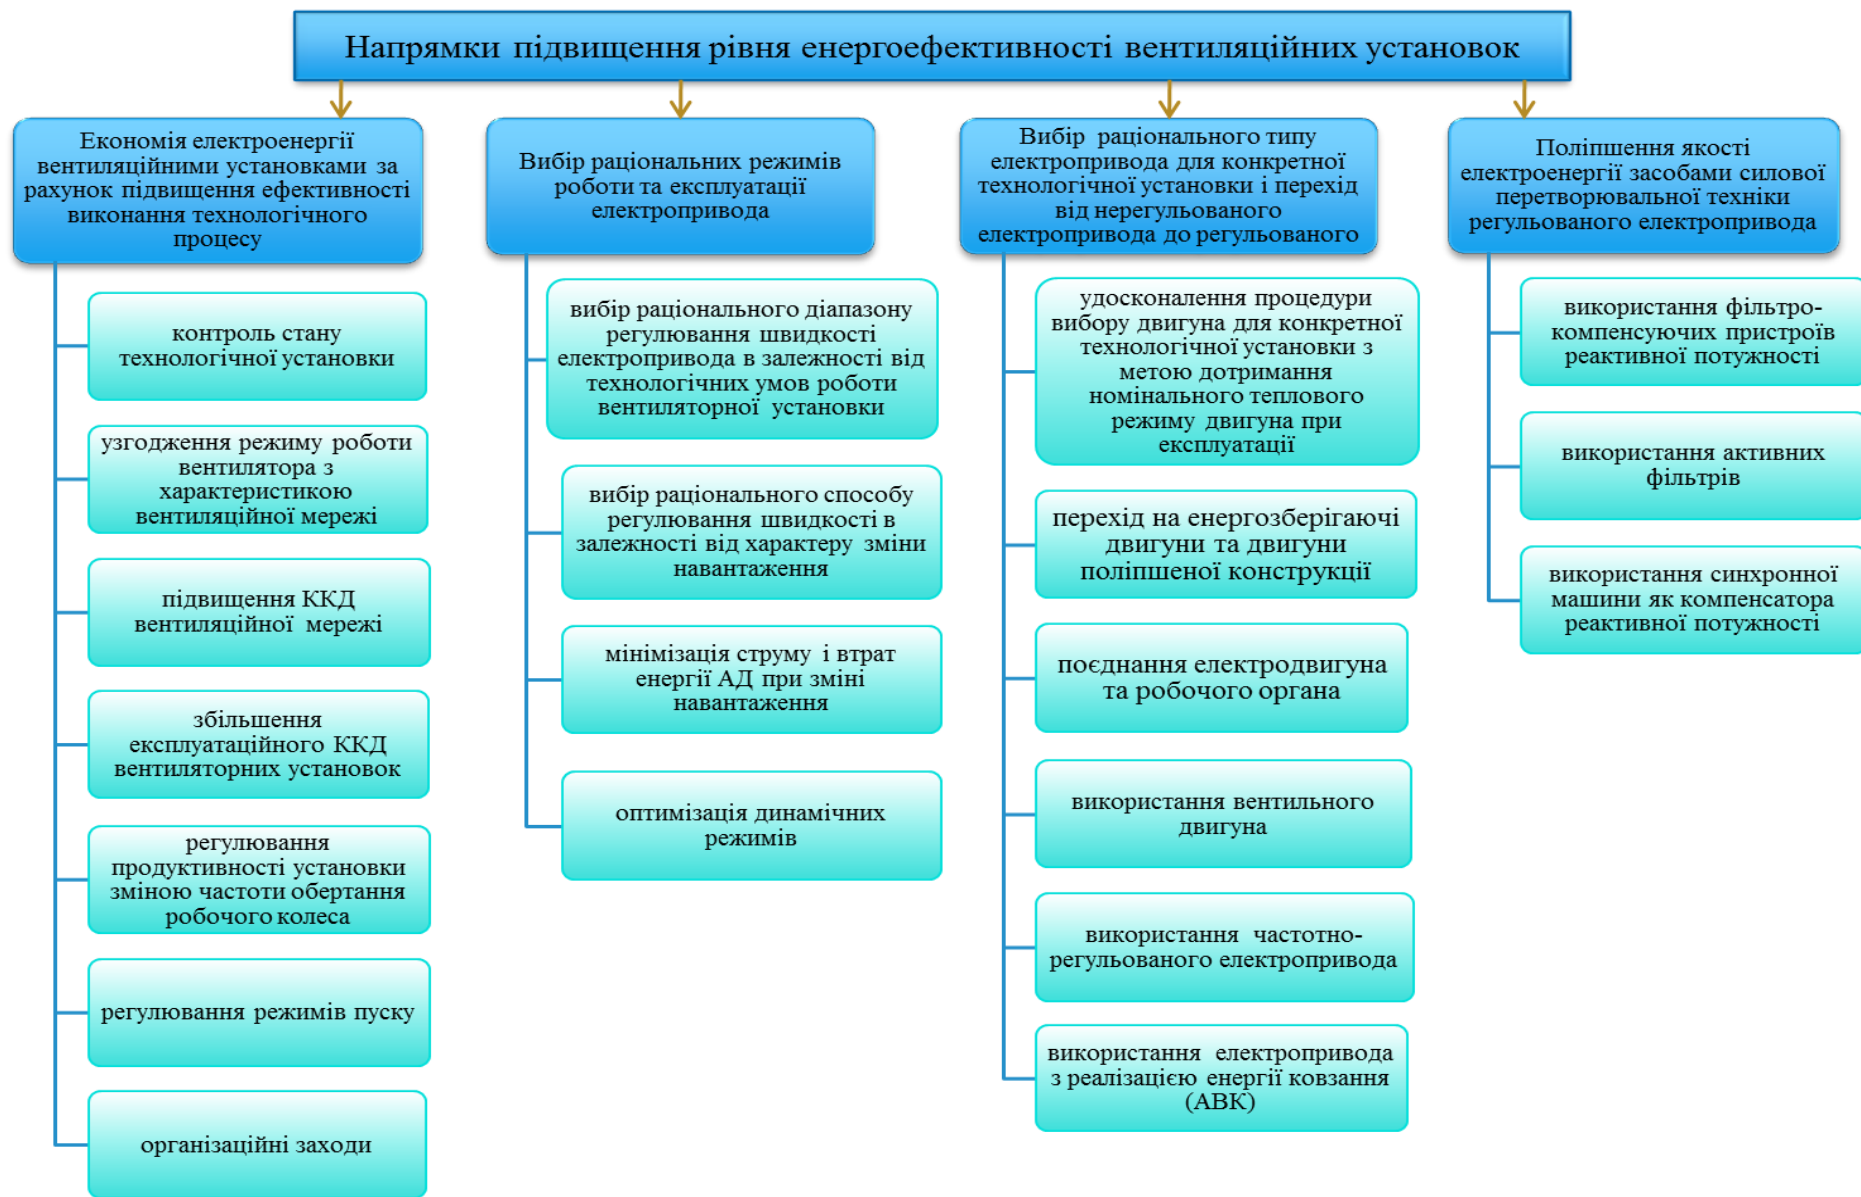 Напрямки підвищення рівня енергоефективності вентиляційних установок
Економія електроенергії
вентиляційними установками за
рахунок підвищення ефективності
виконання технологічного
процесу
контроль стану
технологічної установки
узгодження режиму роботи
вентилятора з
характеристикою
вентиляційної мережі
підвищення ККД
вентиляційної мережі
збільшення
експлуатаційного ККД
вентиляторних установок
регулювання
продуктивності установки
зміною частоти обертання
робочого колеса
регулювання режимів пуску
організаційні заходи
Вибір раціональних режимів
роботи та експлуатації
електропривода
вибір раціонального діапазону
регулювання швидкості
електропривода в залежності від
технологічних умов роботи
вентиляторної установки
вибір раціонального способу
регулювання швидкості в
залежності від характеру зміни
навантаження
мінімізація струму і втрат
енергії АД при зміні
навантаження
оптимізація динамічних
режимів
Вибір раціонального типу
електропривода для конкретної
технологічної установки і перехід
від нерегульованого
електропривода до регульованого
удосконалення процедури
вибору двигуна для конкретної
технологічної установки з
метою дотримання
номінального теплового
режиму двигуна при
експлуатації
перехід на енергозберігаючі
двигуни та двигуни
поліпшеної конструкції
поєднання електродвигуна
та робочого органа
використання вентильного
двигуна
використання частотно-
регульованого електропривода
використання електропривода
з реалізацією енергії ковзання
(АВК)
Поліпшення якості
електроенергії засобами силової
перетворювальної техніки
регульованого електропривода
використання фільтро-
компенсуючих пристроїв
реактивної потужності
використання активних
фільтрів
використання синхронної
машини як компенсатора
реактивної потужності